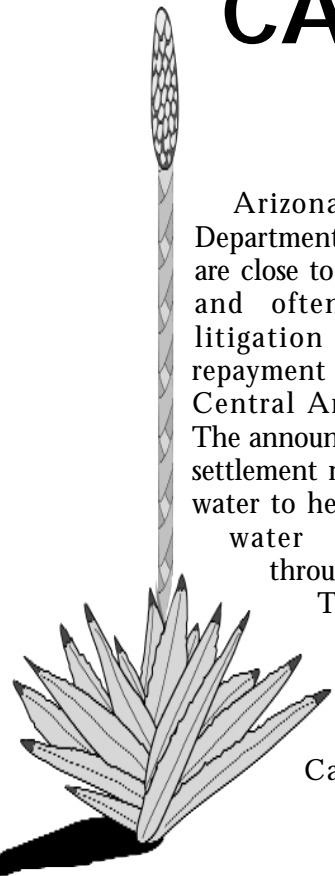 CA
Arizona
Department
are close to
and often
litigation
repayment
Central Ar
The announ
settlement
water to he
water
throu
T
Ca